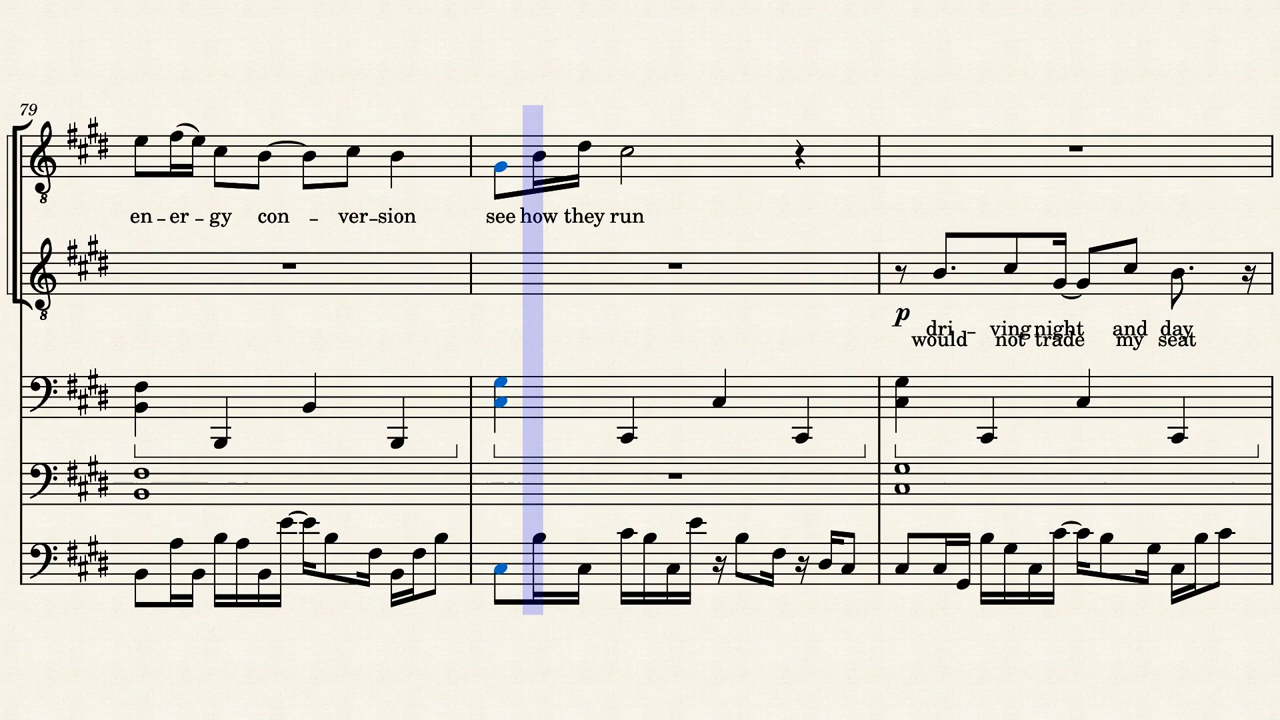 79
en - er - gy con - ver - sion see how they run
p
dri - ving night and day
would not trade my seat